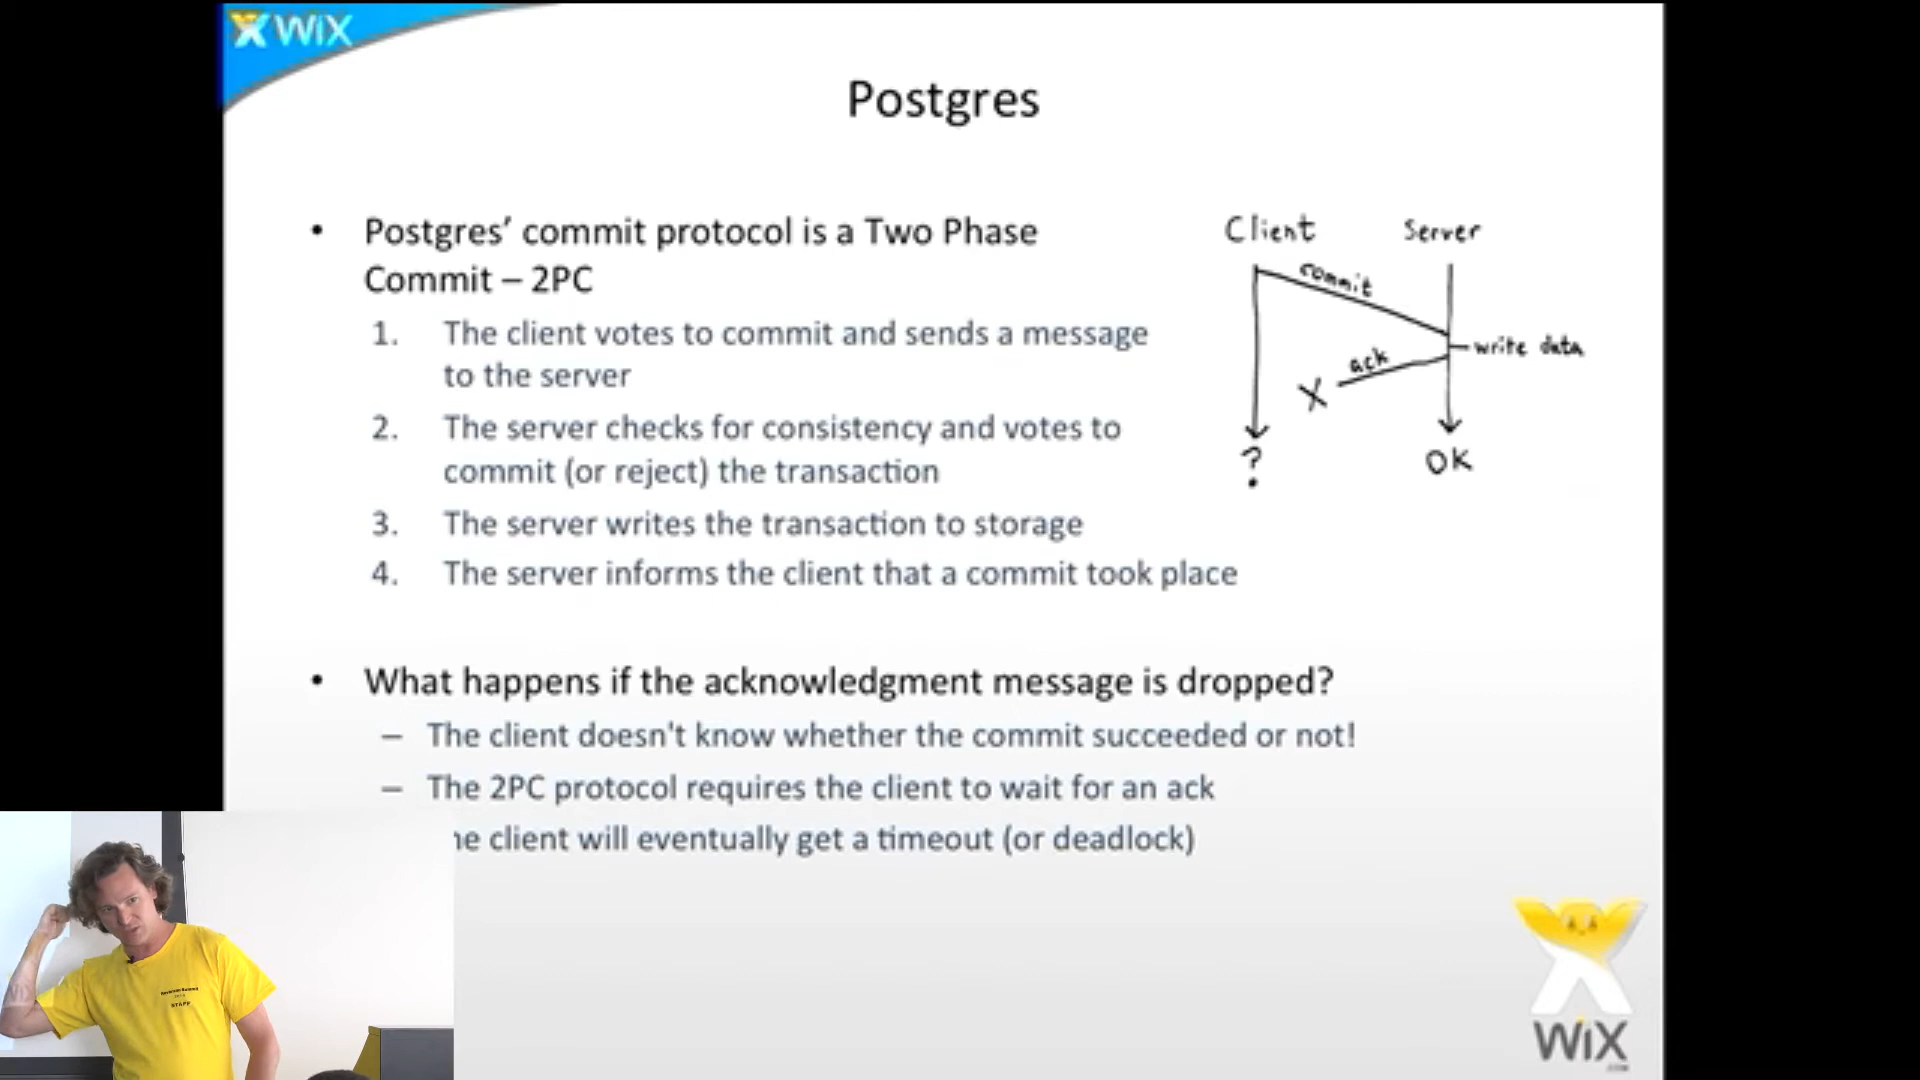 WiX
Postgres
• Postgres’ commit protocol is a Two Phase
Commit – 2PC
1. The client votes to commit and sends a message
to the server
2. The server checks for consistency and votes to
commit (or reject) the transaction
3. The server writes the transaction to storage
4. The server informs the client that a commit took place
Client Server
commit
write data
ack
X
? OK
• What happens if the acknowledgment message is dropped?
– The client doesn't know whether the commit succeeded or not!
– The 2PC protocol requires the client to wait for an ack
he client will eventually get a timeout (or deadlock)
STAFF
WiX
.COM